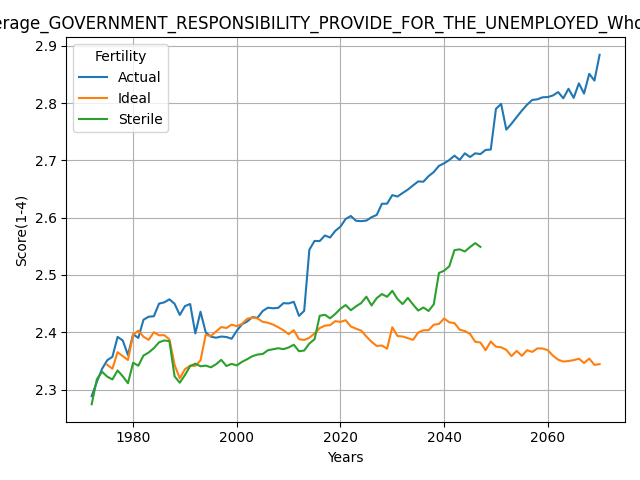 erage_GOVERNMENT_RESPONSIBILITY_PROVIDE_FOR_THE_UNEMPLOYED_Who
2.9
2.8
2.7
2.6
2.5
2.4
2.3
Score(1-4)
Fertility
Actual
Ideal
Sterile
1980 2000 2020 2040 2060
Years